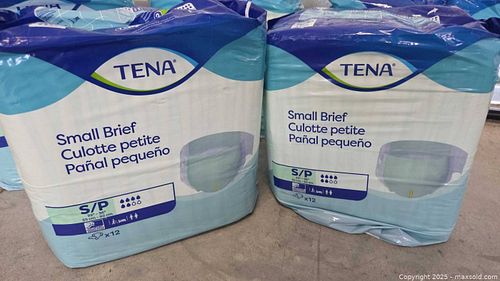 TENA
Small Brief
Culotte petite
Pañal pequeño
S/P
x12
TENA
Small Brief
Culotte petite
Pañal pequeño
S/P
x12
Copyright 2025 - maxsold.com